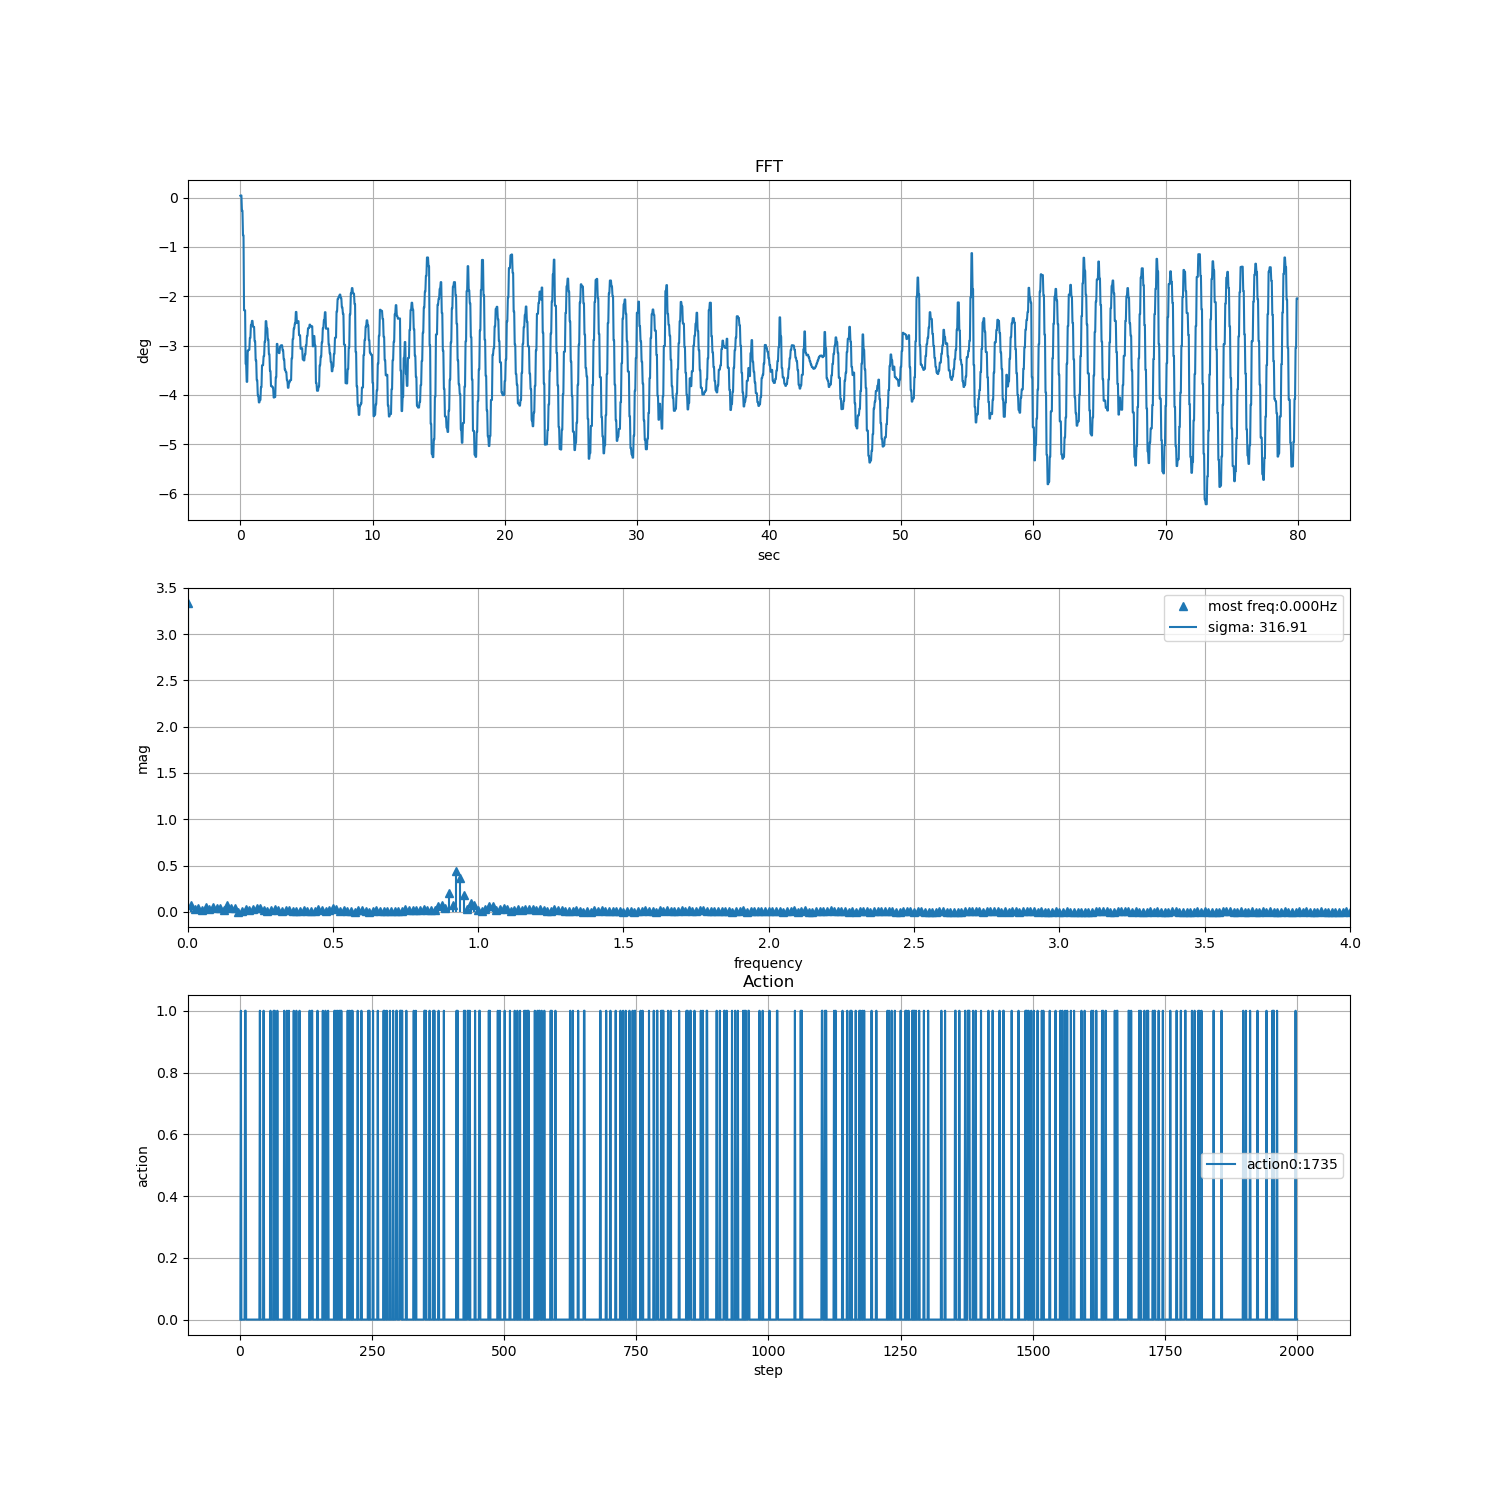 FFT
0
−1
−2
−3
−4
−5
−6
deg
0 10 20 30 40 50 60 70 80
sec
3.5
3.0
2.5
2.0
1.5
1.0
0.5
0.0
mag
most freq:0.000Hz
sigma: 316.91
0.0 0.5 1.0 1.5 2.0 2.5 3.0 3.5 4.0
frequency
Action
1.0
0.8
0.6
0.4
0.2
0.0
action
action0:1735
0 250 500 750 1000 1250 1500 1750 2000
step